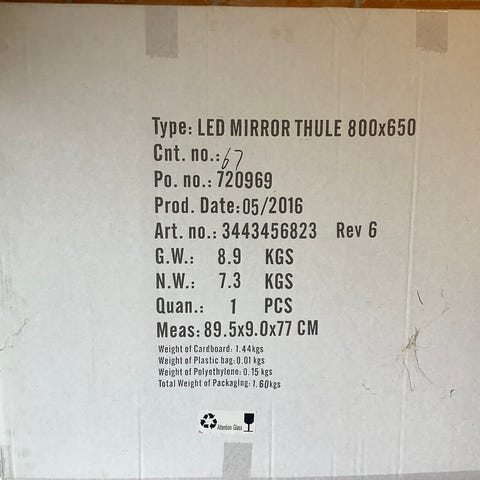 Type: LED MIRROR THULE 800x650
Cnt. no.: 67
Po. no.: 720969
Prod. Date: 05/2016
Art. no.: 3443456823 Rev 6
G.W.: 8.9 KGS
N.W.: 7.3 KGS
Quan.: 1 PCS
Meas: 89.5x9.0x77 CM
Weight of Cardboard: 1.44kgs
Weight of Plastic bag: 0.01 kgs
Weight of Polyethylene: 0.15 kgs
Total Weight of Packaging: 1.60kgs
Attention Glass